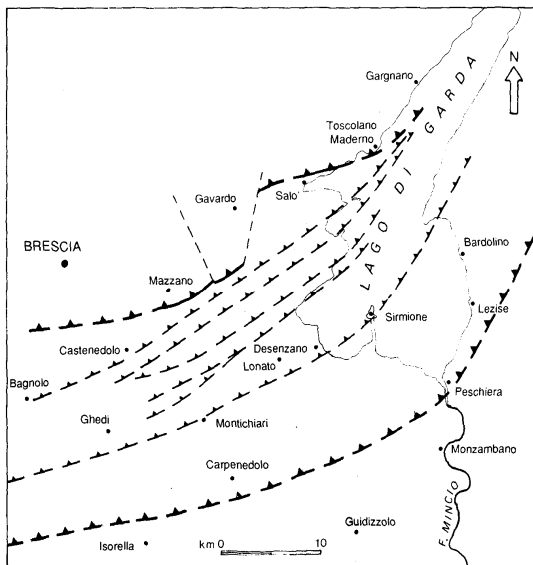 N
Gargnano
LAGO DI GARDA
Toscolano
Maderno
Salò
Gavardo
BRESCIA
Bardolino
Mazzano
Lezise
Sirmione
Castenedolo
Desenzano
Lonato
Bagnolo
Peschiera
Ghedi
Montichiari
Monzambano
Carpenedolo
F. MINCIO
Guidizzolo
Isorella
km 0 10